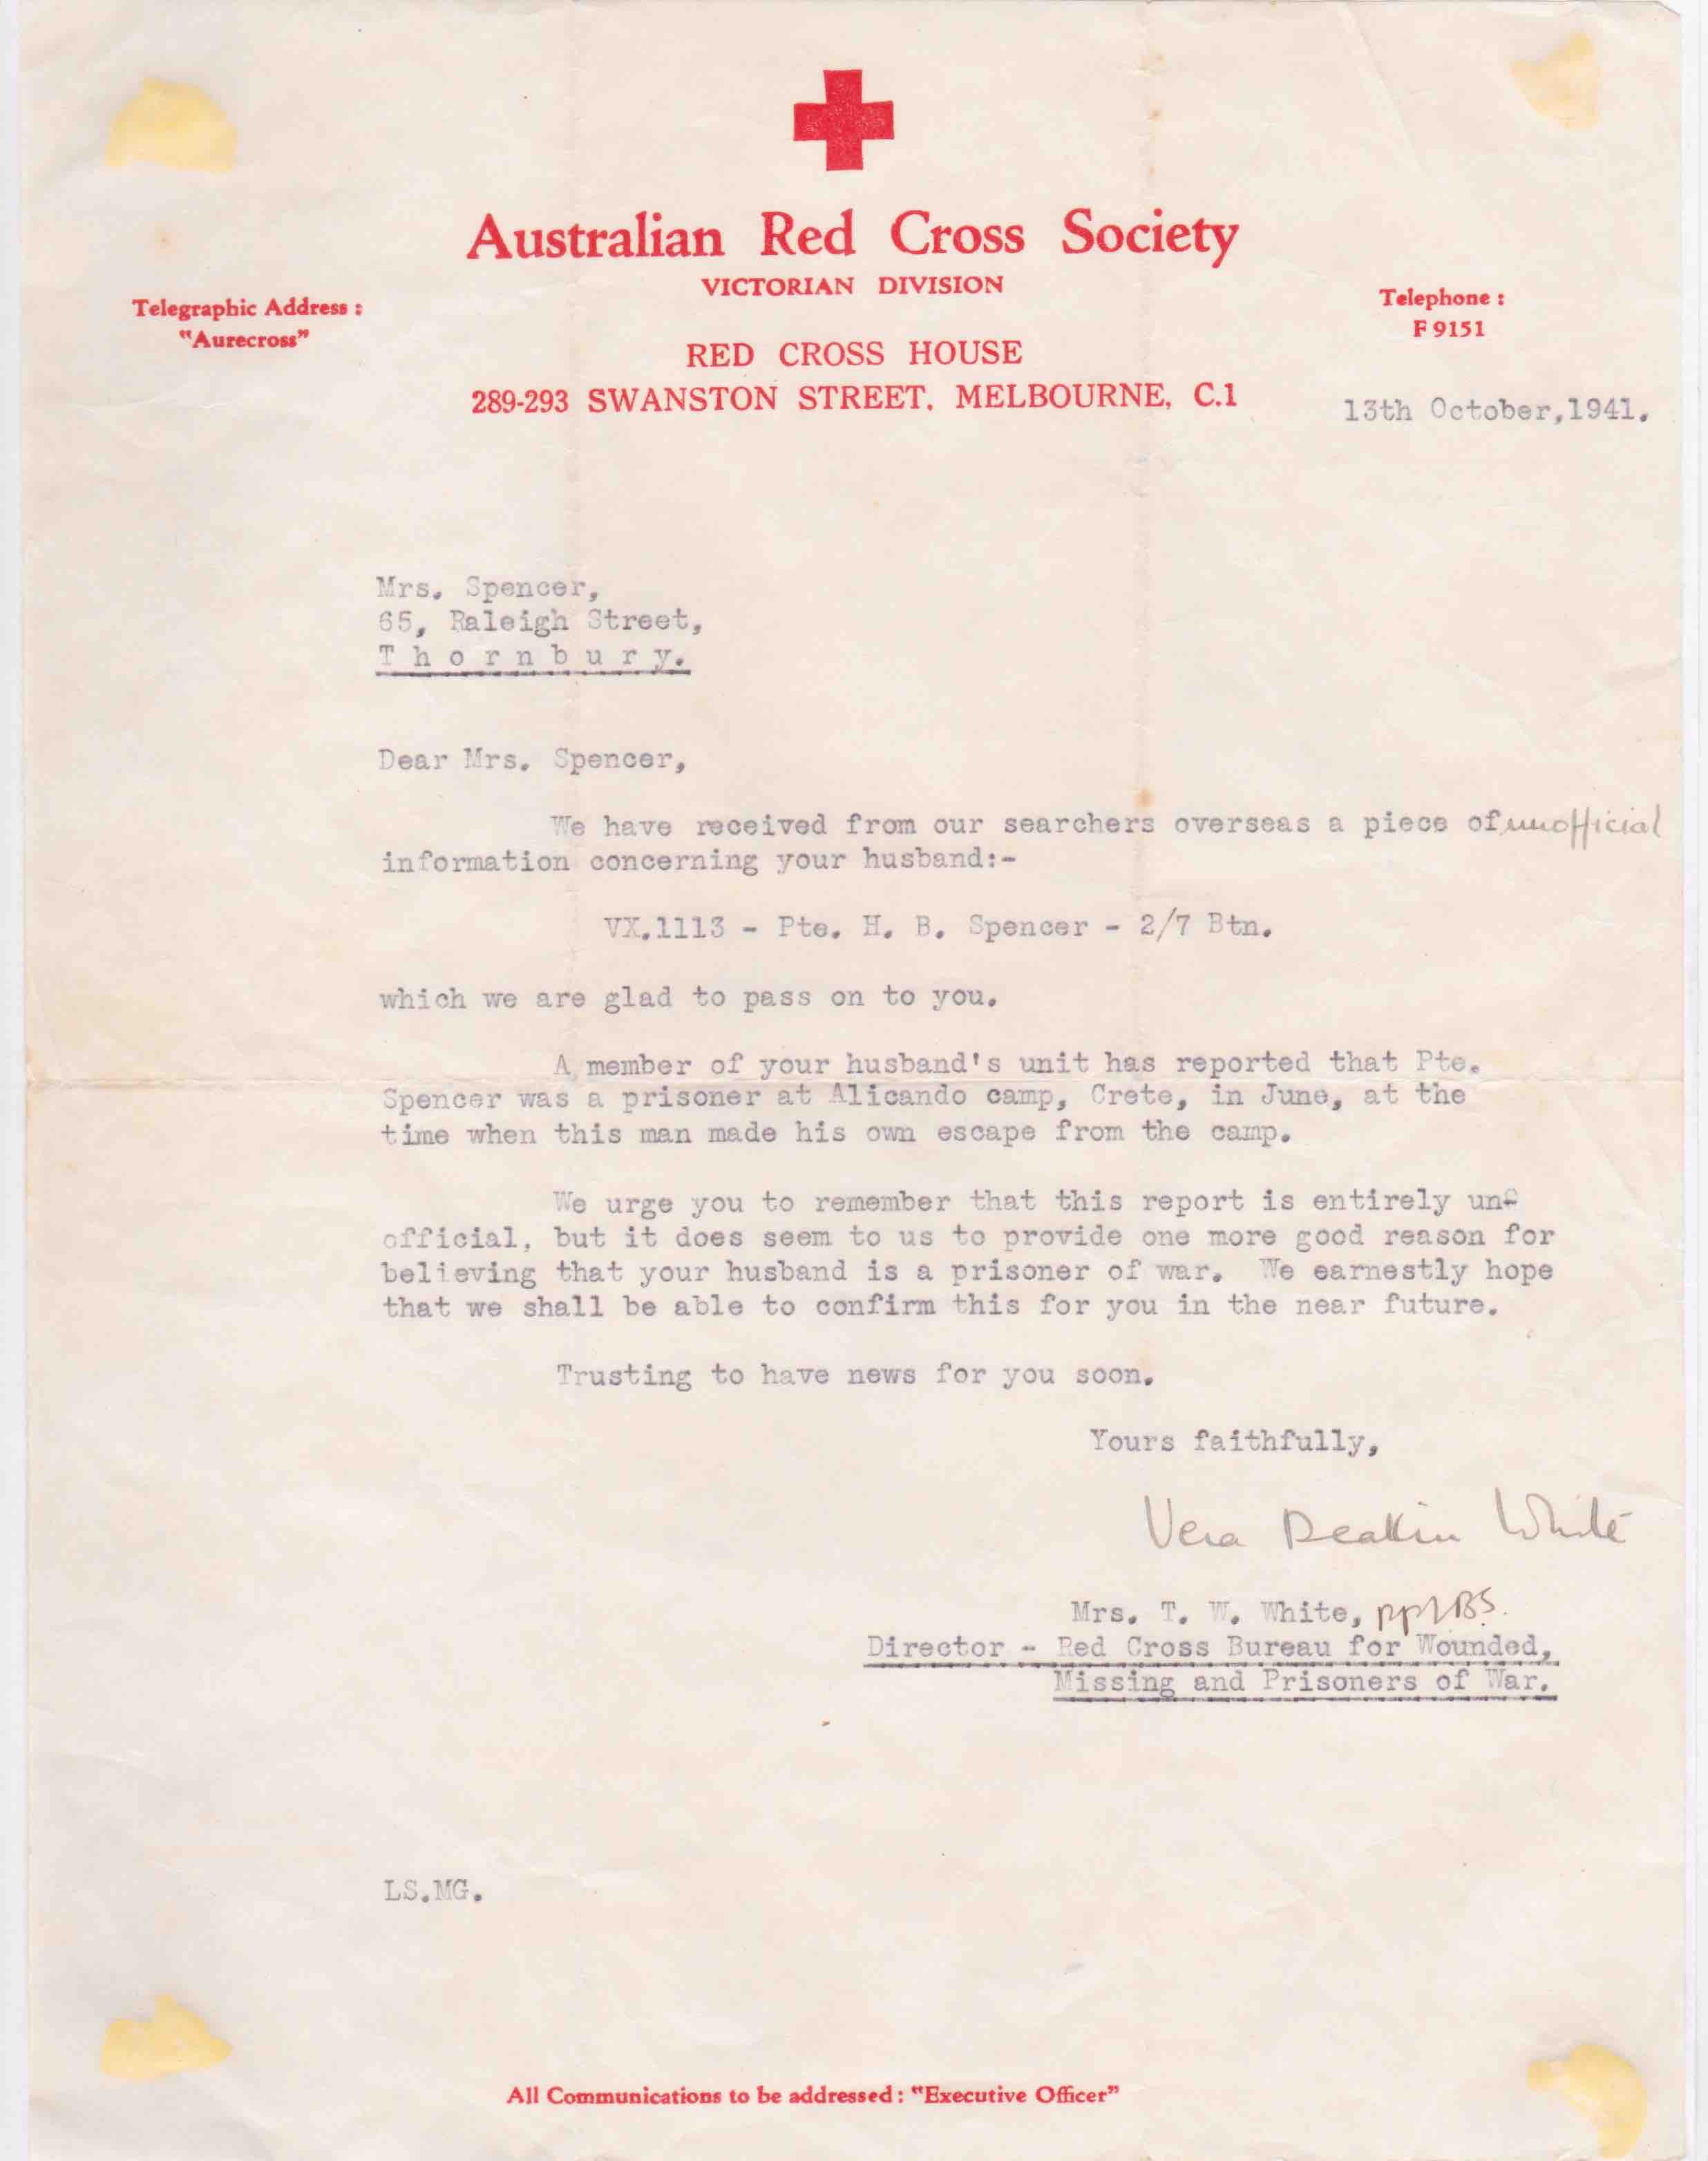 Australian Red Cross Society
VICTORIAN DIVISION
Telegraphic Address :
"Aurecross"
Telephone :
F 9151
RED CROSS HOUSE
289-293 SWANSTON STREET, MELBOURNE, C.1
13th October,1941.
Mrs. Spencer,
65, Raleigh Street,
T h o r n b u r y.
Dear Mrs. Spencer,
We have received from our searchers overseas a piece of unofficial
information concerning your husband:-
VX.1113 - Pte. H. B. Spencer - 2/7 Btn.
which we are glad to pass on to you.
A member of your husband's unit has reported that Pte.
Spencer was a prisoner at Alicando camp, Crete, in June, at the
time when this man made his own escape from the camp.
We urge you to remember that this report is entirely un-
official, but it does seem to us to provide one more good reason for
believing that your husband is a prisoner of war. We earnestly hope
that we shall be able to confirm this for you in the near future.
Trusting to have news for you soon.
Yours faithfully,
Vera Deakin White
Mrs. T. W. White, pp
Director - Red Cross Bureau for Wounded,
Missing and Prisoners of War.
LS.MG.
All Communications to be addressed : "Executive Officer"